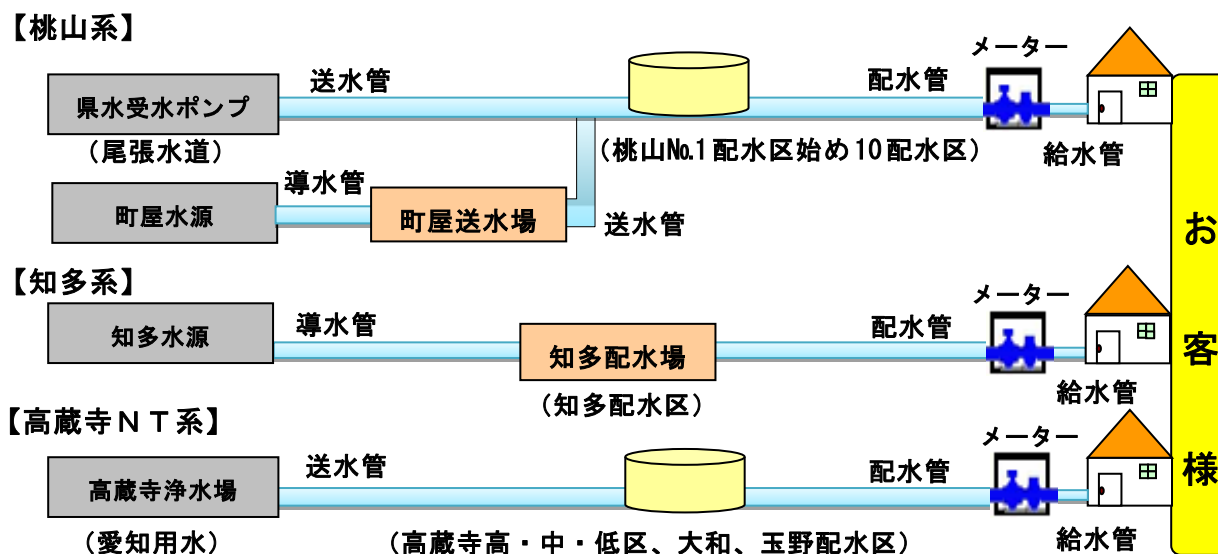 【桃山系】
県水受水ポンプ
（尾張水道）
送水管
（桃山№1配水区始め10配水区）
配水管
メーター
給水管
町屋水源
導水管
町屋送水場
送水管
【知多系】
知多水源
導水管
知多配水場
（知多配水区）
配水管
メーター
給水管
【高蔵寺ＮＴ系】
高蔵寺浄水場
（愛知用水）
送水管
（高蔵寺高・中・低区、大和、玉野配水区）
配水管
メーター
給水管
お客様